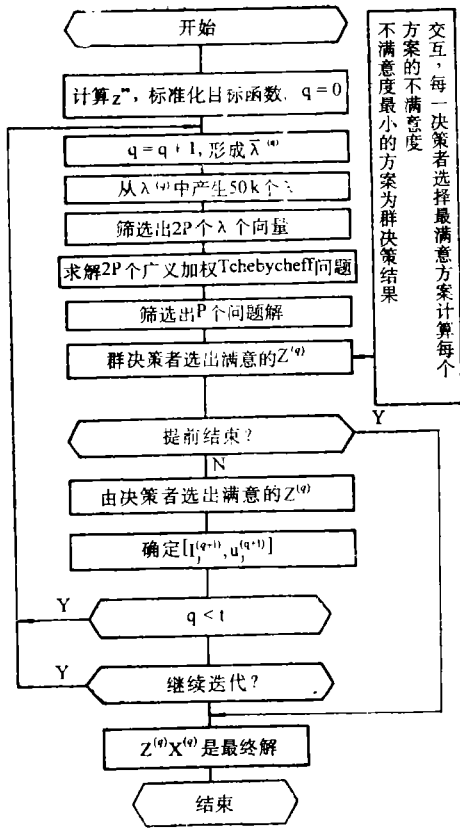 开始
计算z**, 标准化目标函数, q=0
q=q+1, 形成λ̄⁽q⁾
从λ⁽q⁾中产生50k个λ
筛选出2P个λ个向量
求解2P个广义加权Tchebycheff问题
筛选出P个问题解
群决策者选出满意的Z⁽q⁾
交互,每一决策者选择最满意方案计算每个
方案的不满意度
不满意度最小的方案为群决策结果
提前结束?
Y
N
由决策者选出满意的Z⁽q⁾
确定[I_j⁽q+1⁾, u_j⁽q+1⁾]
Y
q<t
Y
继续迭代?
Z⁽q⁾X⁽q⁾是最终解
结束